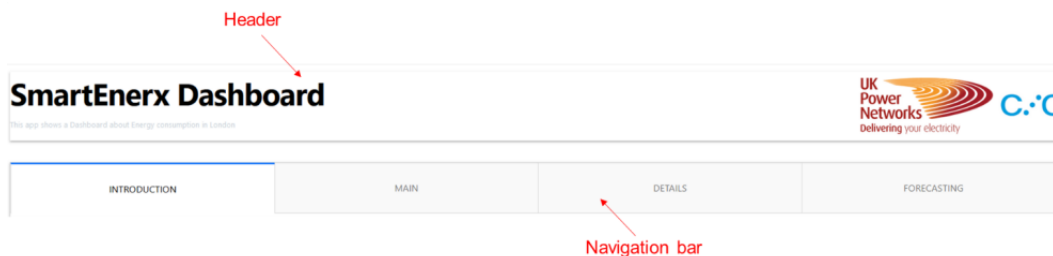 Header
SmartEnerx Dashboard
This app shows a Dashboard about Energy consumption in London
UK
Power
Networks
Delivering your electricity
INTRODUCTION
MAIN
DETAILS
FORECASTING
Navigation bar